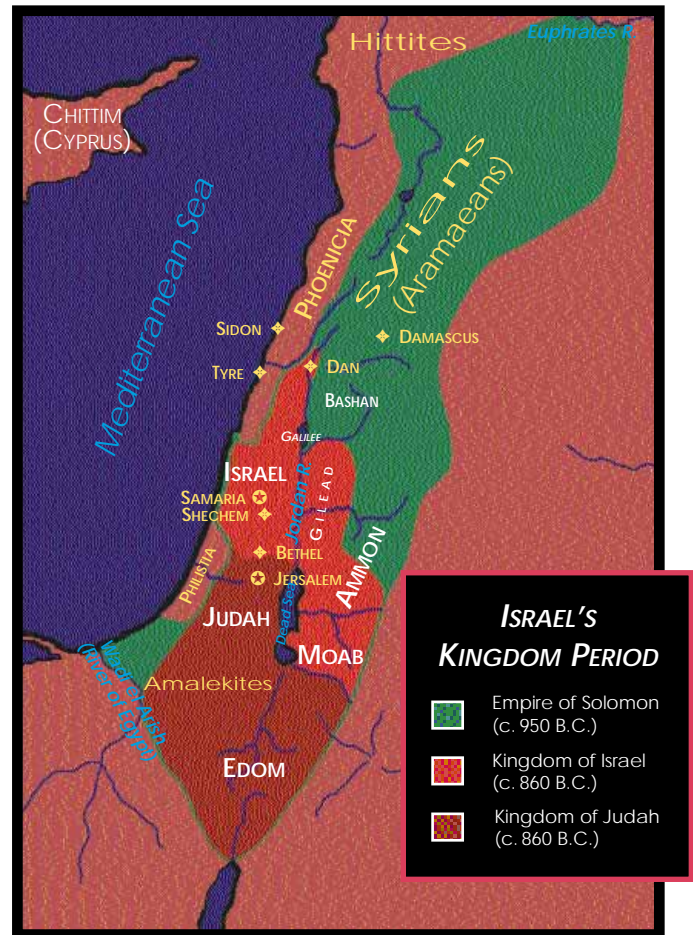 Hittites
Euphrates R.
CHITTIM
(CYPRUS)
Mediterranean Sea
Syrians
(Aramaeans)
PHOENICIA
SIDON
DAMASCUS
TYRE
DAN
BASHAN
GALILEE
ISRAEL
Jordan R.
GILEAD
SAMARIA
SHECHEM
BETHEL
AMMON
PHILISTIA
JERSALEM
JUDAH
Dead Sea
MOAB
Wadi el Arish
(River of Egypt)
Amalekites
EDOM
ISRAEL'S
KINGDOM PERIOD
Empire of Solomon
(c. 950 B.C.)
Kingdom of Israel
(c. 860 B.C.)
Kingdom of Judah
(c. 860 B.C.)